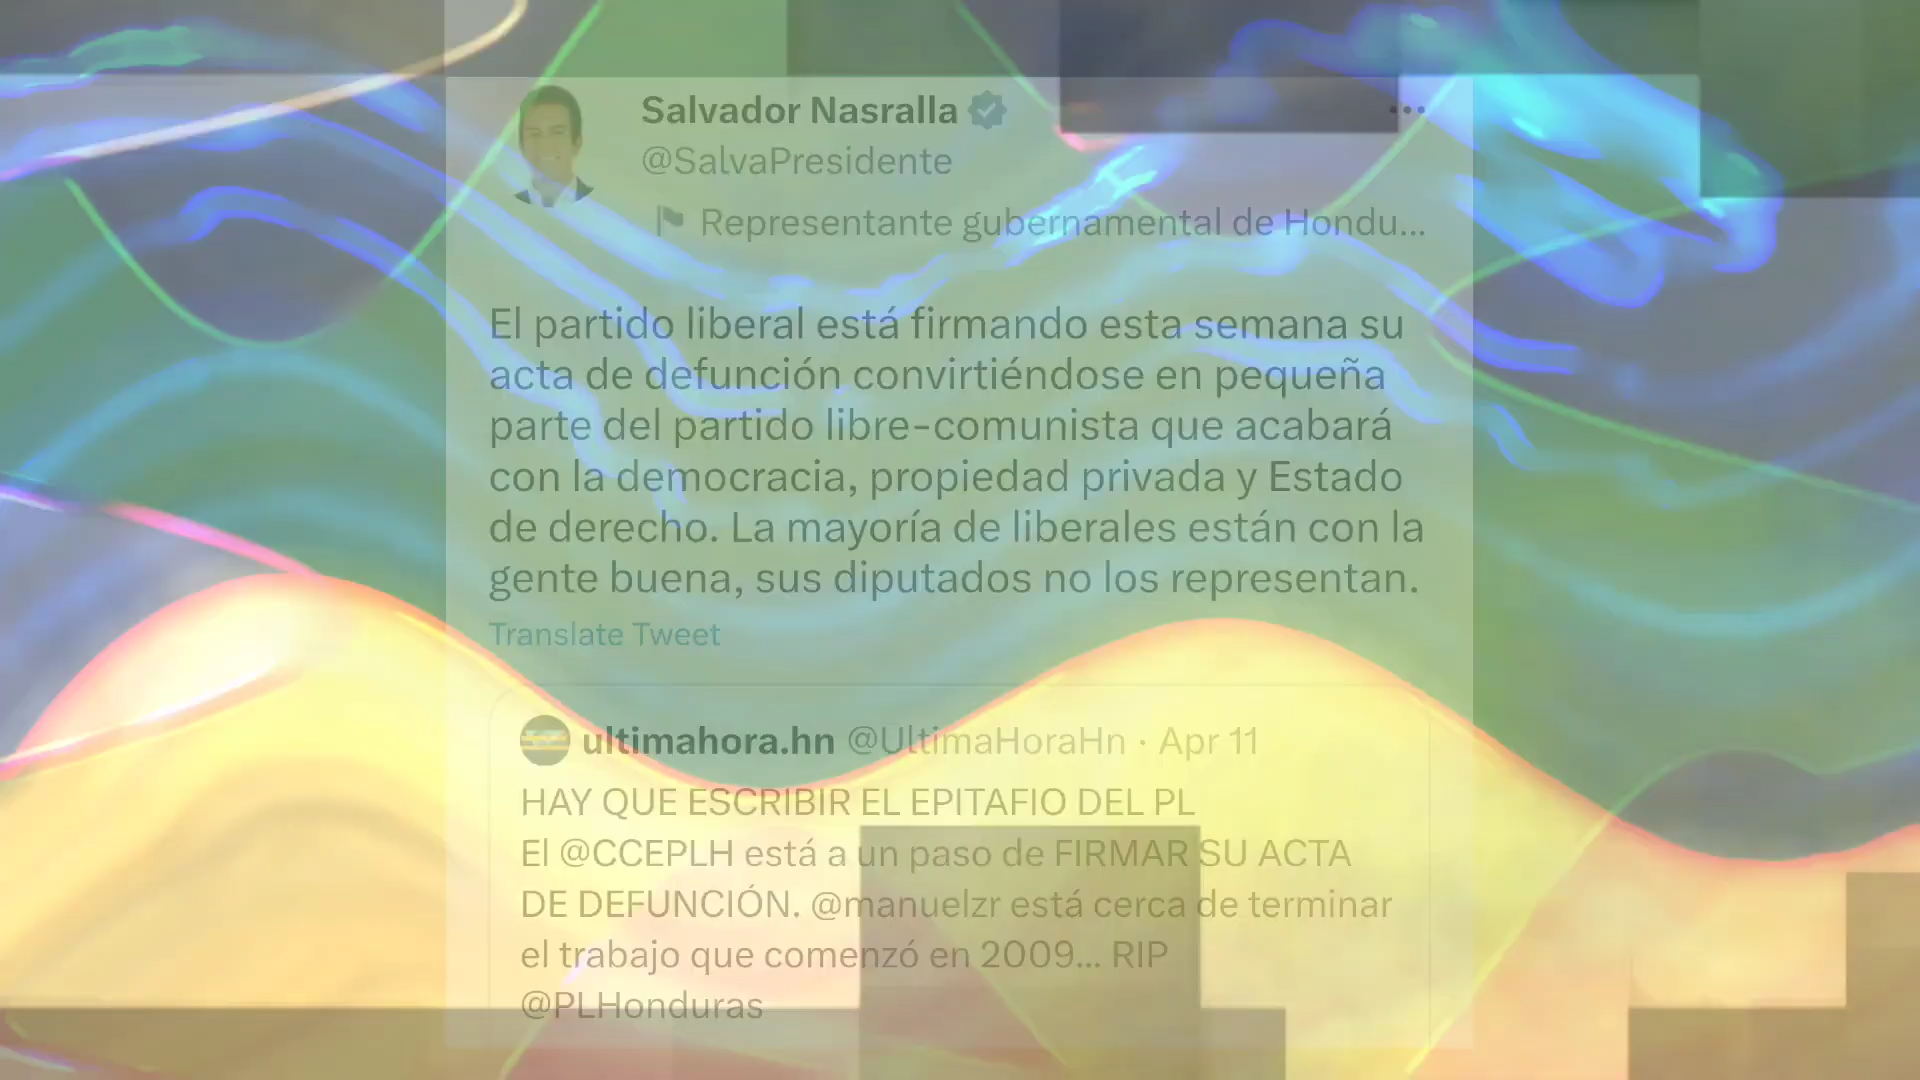 Salvador Nasralla
@SalvaPresidente
Representante gubernamental de Hondu...
El partido liberal está firmando esta semana su
acta de defunción convirtiéndose en pequeña
parte del partido libre-comunista que acabará
con la democracia, propiedad privada y Estado
de derecho. La mayoría de liberales están con la
gente buena, sus diputados no los representan.
Translate Tweet
ultimahora.hn @UltimaHoraHn · Apr 11
HAY QUE ESCRIBIR EL EPITAFIO DEL PL
El @CCEPLH está a un paso de FIRMAR SU ACTA
DE DEFUNCIÓN. @manuelzr está cerca de terminar
el trabajo que comenzó en 2009... RIP
@PLHonduras